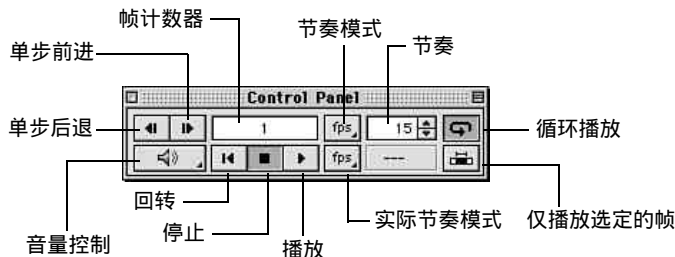 帧计数器
节奏模式
单步前进
节奏
Control Panel
单步后退
1
fps
15
循环播放
fps
---
回转
停止
播放
实际节奏模式
仅播放选定的帧
音量控制